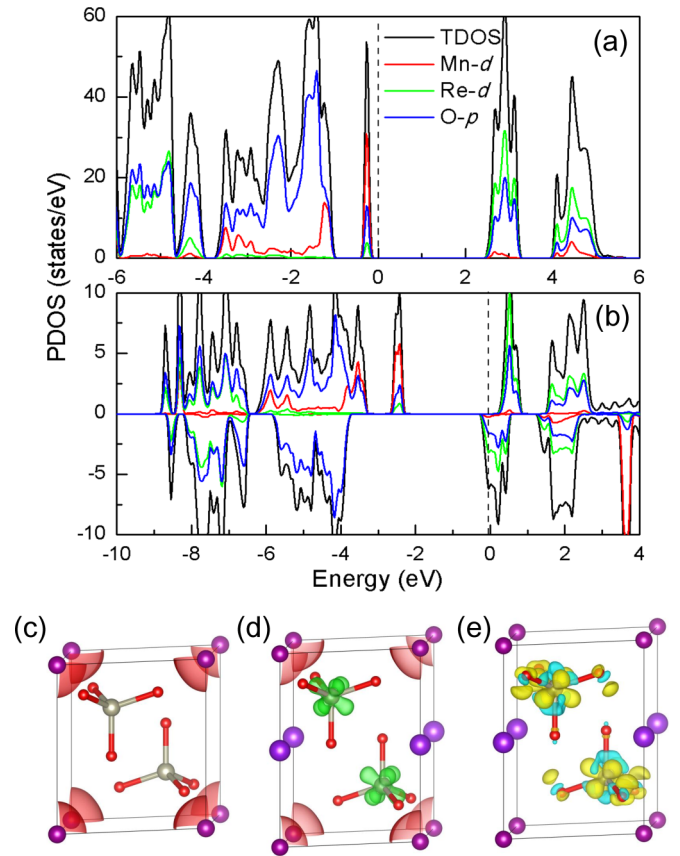 60
40
20
0
(a)
TDOS
Mn-d
Re-d
O-p
-6 -4 -2 0 2 4 6
PDOS (states/eV)
10
5
0
-5
-10
(b)
-10 -8 -6 -4 -2 0 2 4
Energy (eV)
(c) (d) (e)